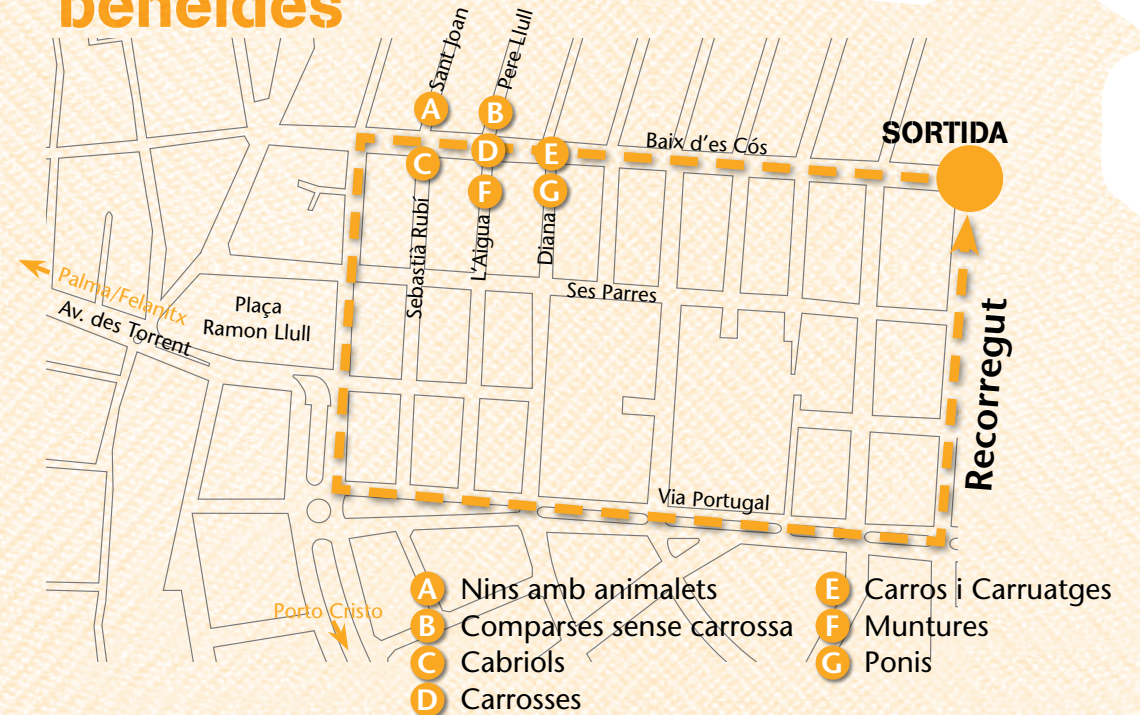 beneïdes
Sant Joan
Pere Llull
A
B
Baix d'es Cós
SORTIDA
C
D
E
F
G
Sebastià Rubí
L'Aigua
Diana
Palma/Felanitx
Av. des Torrent
Plaça
Ramon Llull
Ses Parres
Recorregut
Via Portugal
Porto Cristo
A Nins amb animalets
B Comparses sense carrossa
C Cabriols
D Carrosses
E Carros i Carruatges
F Muntures
G Ponis